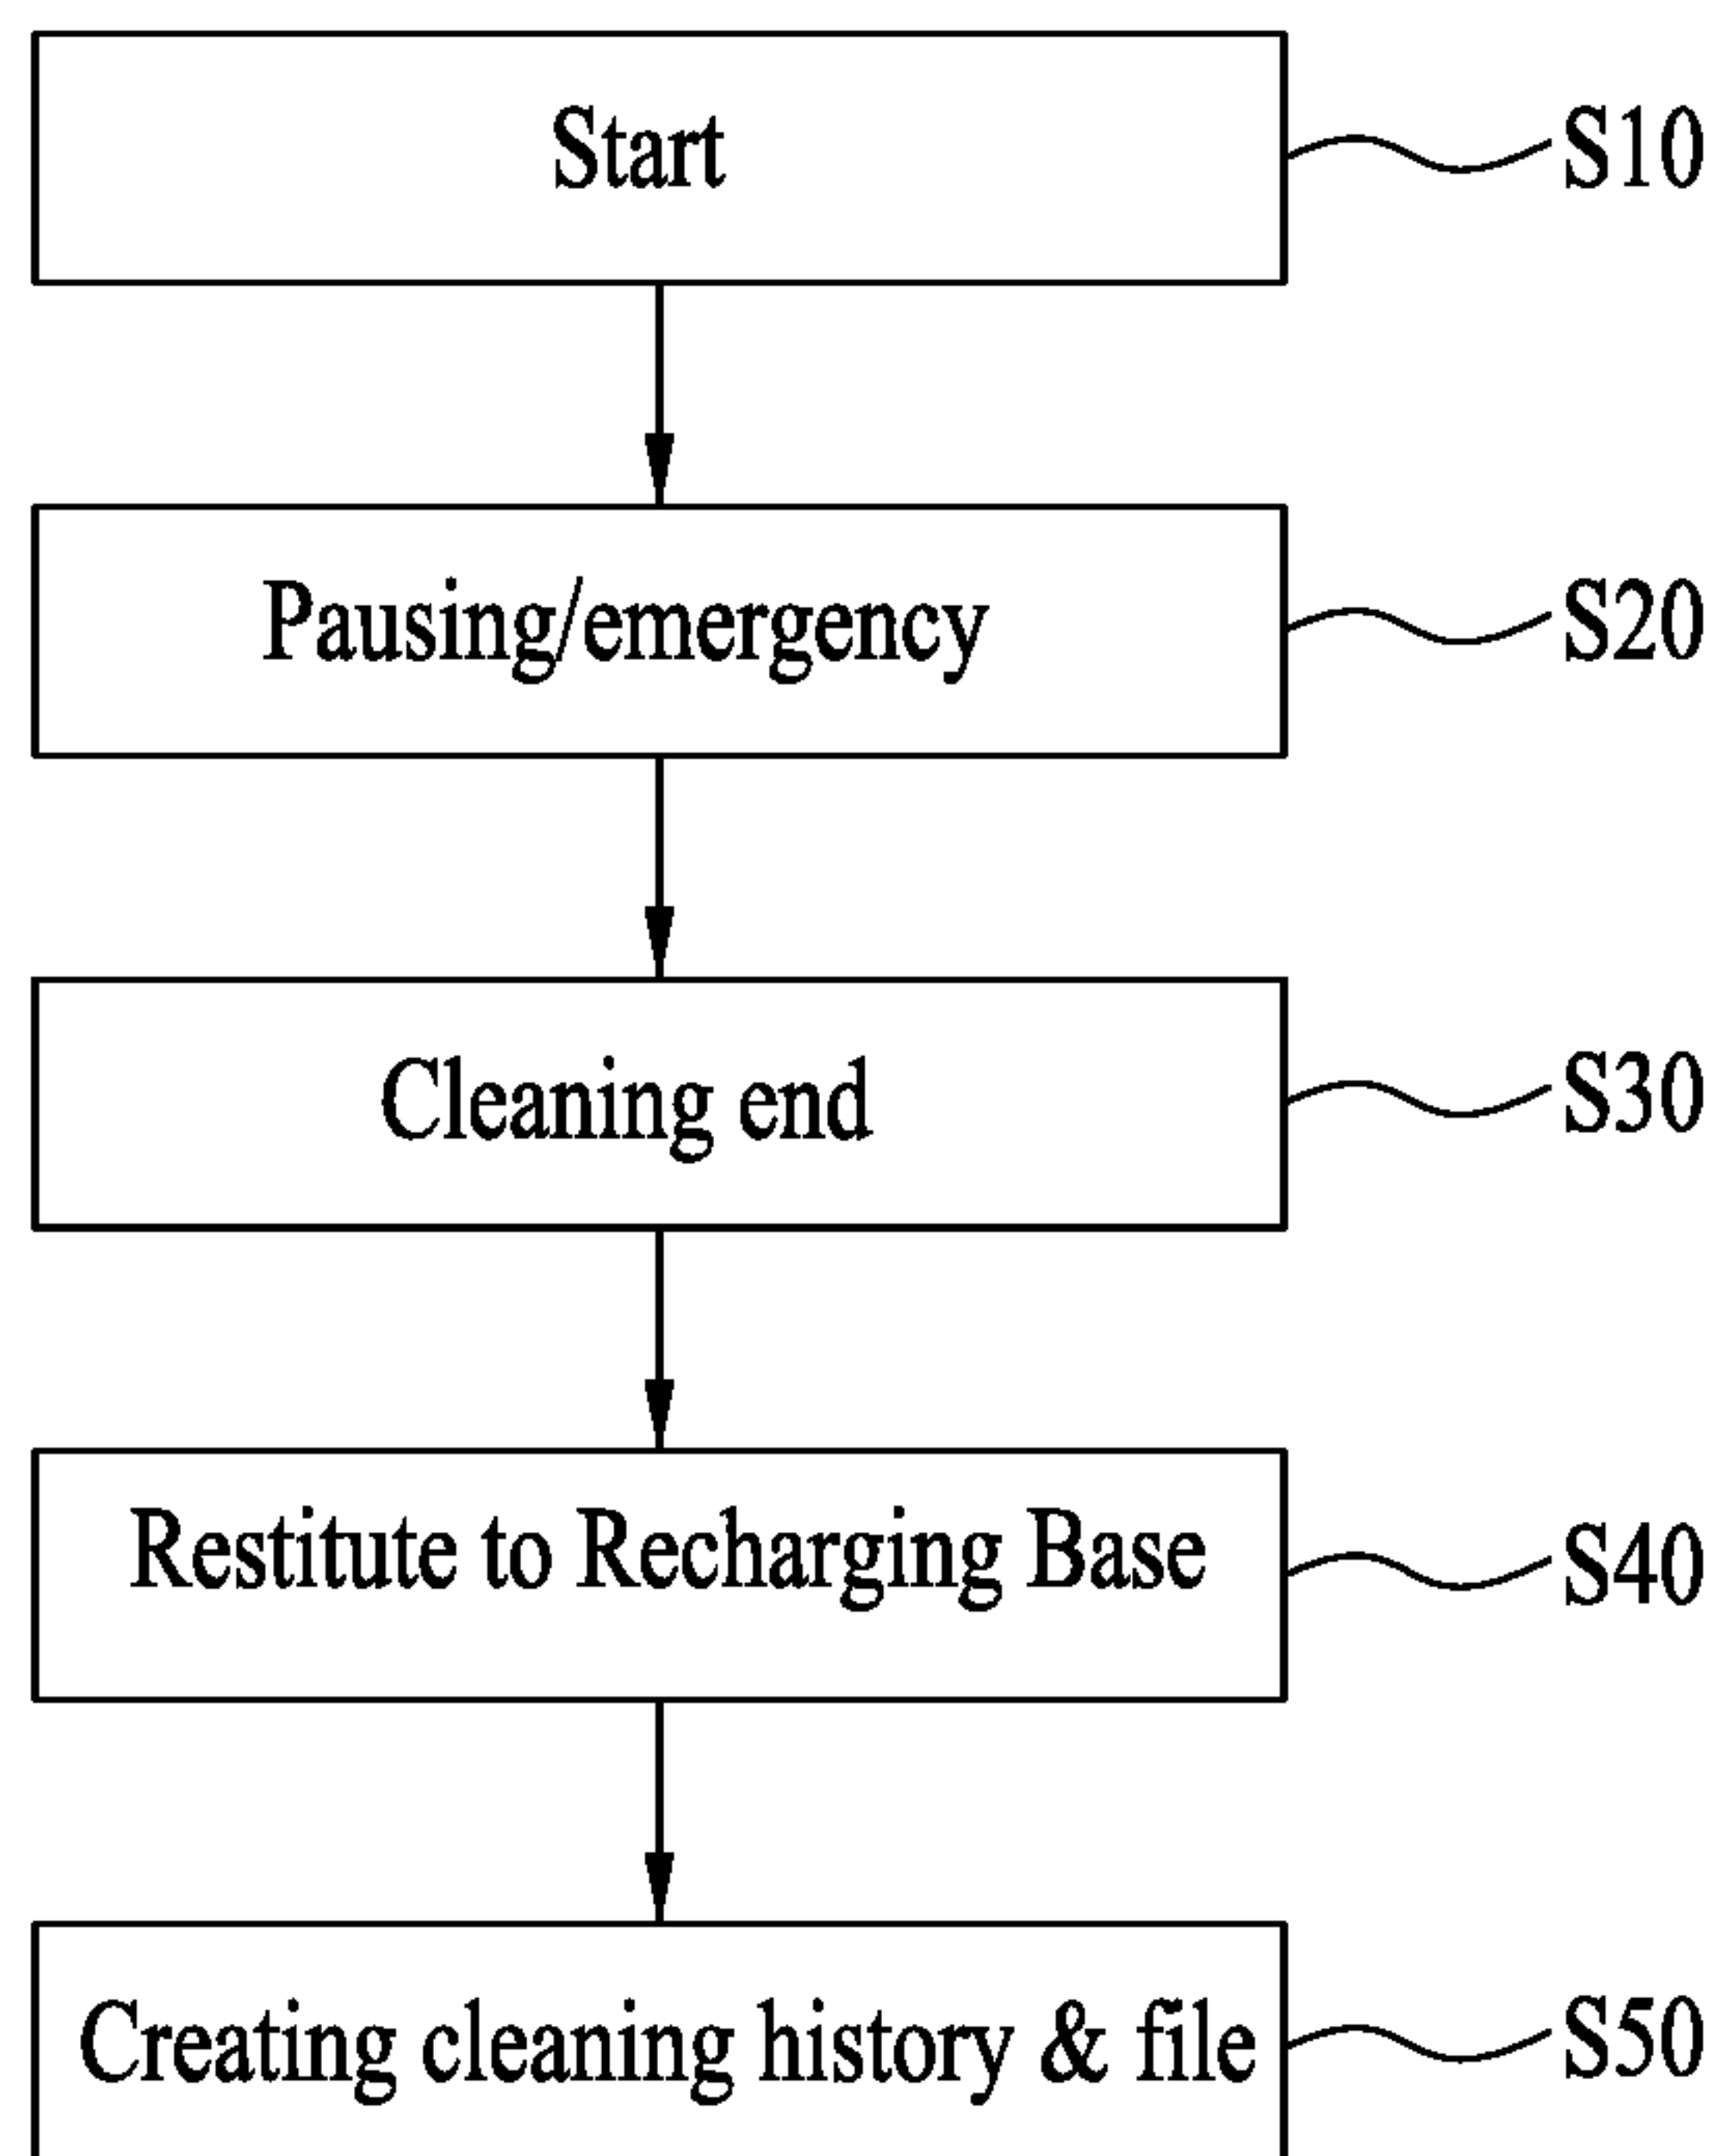 Start S10
Pausing/emergency S20
Cleaning end S30
Restitute to Recharging Base S40
Creating cleaning history & file S50